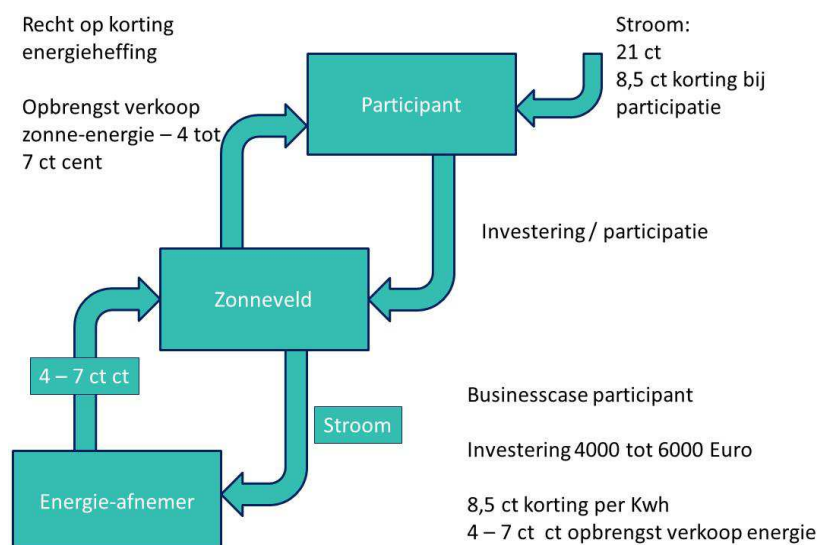 Recht op korting
energieheffing
Opbrengst verkoop
zonne-energie – 4 tot
7 ct cent
Participant
Stroom:
21 ct
8,5 ct korting bij
participatie
Investering / participatie
Zonneveld
4 – 7 ct ct
Stroom
Energie-afnemer
Businesscase participant
Investering 4000 tot 6000 Euro
8,5 ct korting per Kwh
4 – 7 ct  ct opbrengst verkoop energie